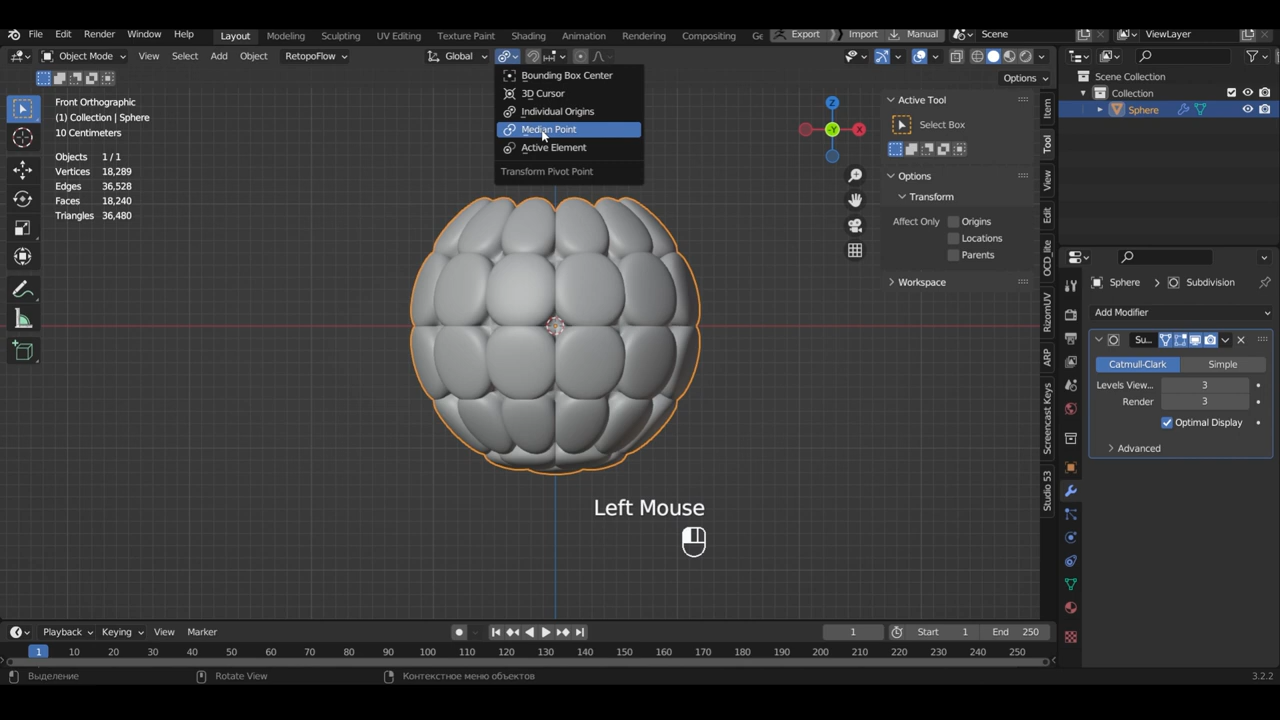 File Edit Render Window Help Layout Modeling Sculpting UV Editing Texture Paint Shading Animation Rendering Compositing Ge Export Import Manual Scene ViewLayer
Object Mode View Select Add Object RetopoFlow Global
Options
Front Orthographic
(1) Collection | Sphere
10 Centimeters
Objects 1 / 1
Vertices 18,289
Edges 36,528
Faces 18,240
Triangles 36,480
Bounding Box Center
3D Cursor
Individual Origins
Median Point
Active Element
Transform Pivot Point
Z
X
-Y
Active Tool
Select Box
Options
Transform
Affect Only Origins
Locations
Parents
Workspace
Item
Tool
View
Edit
OCD_lite
RizomUV
ARP
Screencast Keys
Studio 53
Scene Collection
Collection
Sphere
Sphere > Subdivision
Add Modifier
Su...
Catmull-Clark Simple
Levels View... 3
Render 3
Optimal Display
Advanced
Left Mouse
Playback Keying View Marker 1 Start 1 End 250
1 10 20 30 40 50 60 70 80 90 100 110 120 130 140 150 160 170 180 190 200 210 220 230 240 250
Выделение Rotate View Контекстное меню объектов 3.2.2